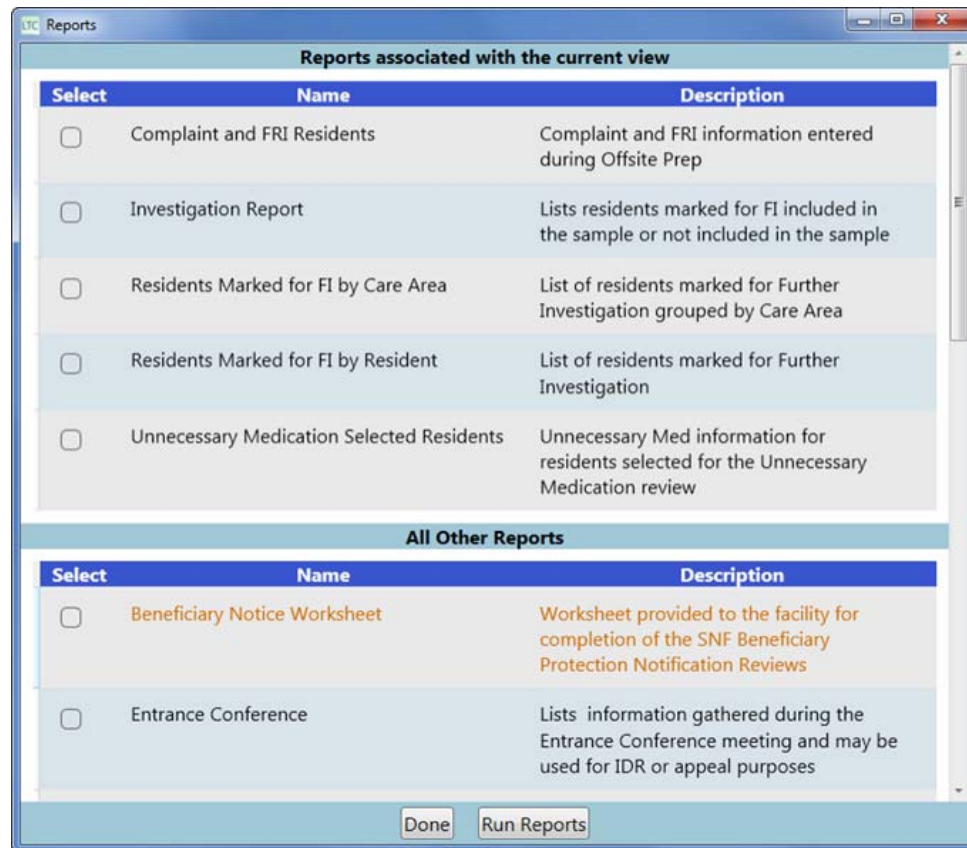 LTC Reports
Reports associated with the current view
Select Name Description
Complaint and FRI Residents Complaint and FRI information entered
during Offsite Prep
Investigation Report Lists residents marked for FI included in
the sample or not included in the sample
Residents Marked for FI by Care Area List of residents marked for Further
Investigation grouped by Care Area
Residents Marked for FI by Resident List of residents marked for Further
Investigation
Unnecessary Medication Selected Residents Unnecessary Med information for
residents selected for the Unnecessary
Medication review
All Other Reports
Select Name Description
Beneficiary Notice Worksheet Worksheet provided to the facility for
completion of the SNF Beneficiary
Protection Notification Reviews
Entrance Conference Lists information gathered during the
Entrance Conference meeting and may be
used for IDR or appeal purposes
Done Run Reports